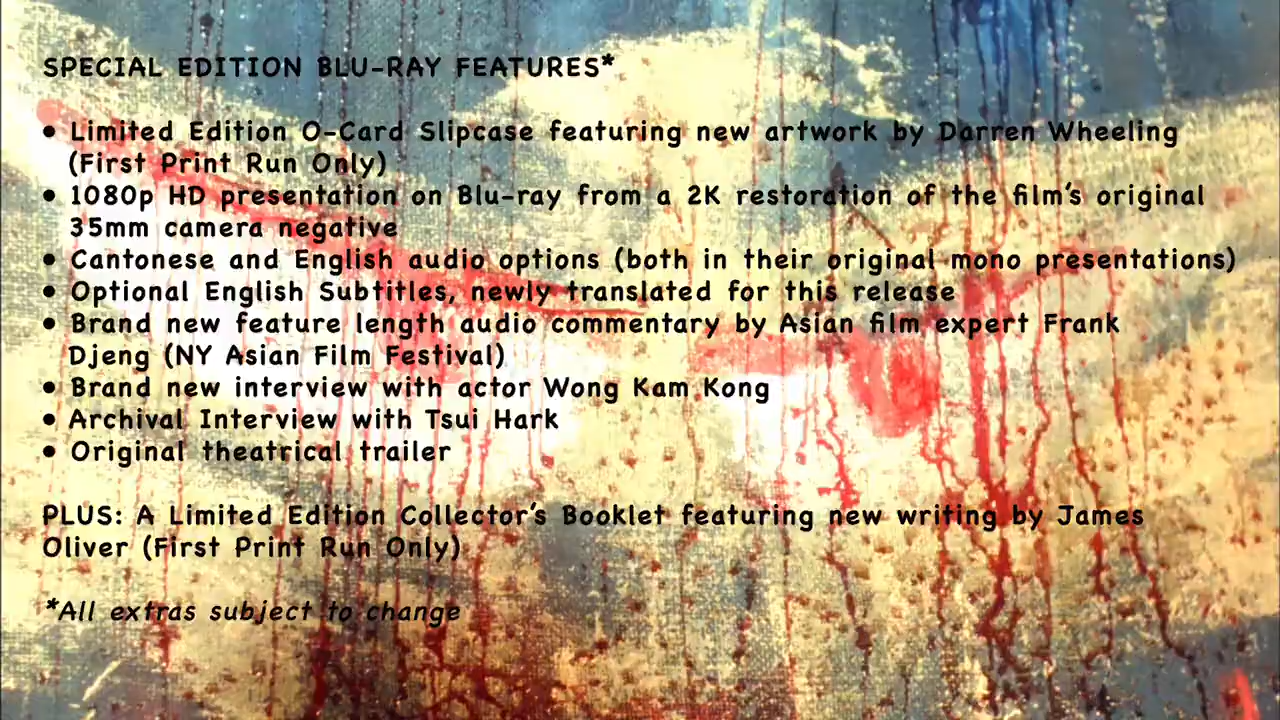 SPECIAL EDITION BLU-RAY FEATURES*
• Limited Edition O-Card Slipcase featuring new artwork by Darren Wheeling
(First Print Run Only)
• 1080p HD presentation on Blu-ray from a 2K restoration of the film's original
35mm camera negative
• Cantonese and English audio options (both in their original mono presentations)
• Optional English Subtitles, newly translated for this release
• Brand new feature length audio commentary by Asian film expert Frank
Djeng (NY Asian Film Festival)
• Brand new interview with actor Wong Kam Kong
• Archival Interview with Tsui Hark
• Original theatrical trailer
PLUS: A Limited Edition Collector's Booklet featuring new writing by James
Oliver (First Print Run Only)
*All extras subject to change